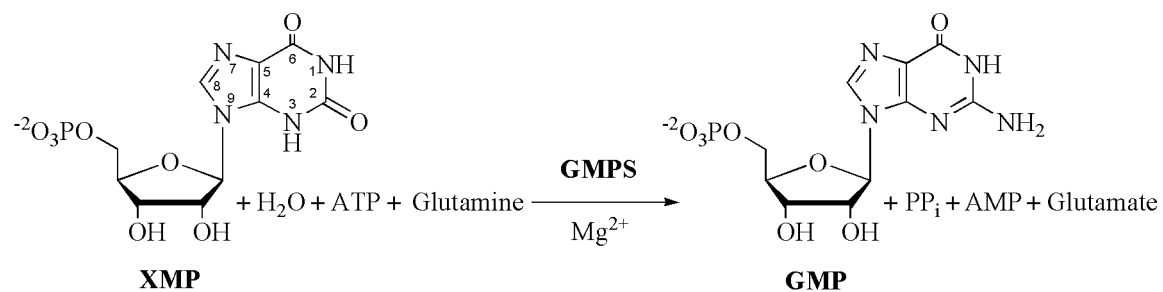 O
6
N
7
5
1
NH
8
9
N
4
3
N
H
2
O
-2O3PO
O
OH OH
XMP
+ H2O + ATP + Glutamine
GMPS
Mg2+
O
N
NH
N
N
NH2
-2O3PO
O
OH OH
GMP
+ PPi + AMP + Glutamate